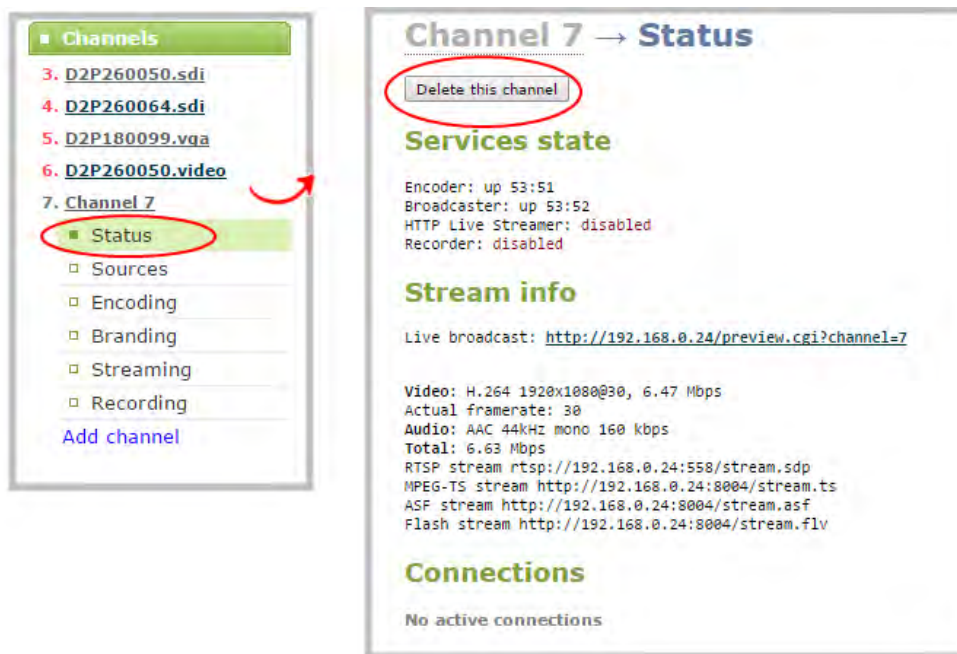 Channels
3. D2P260050.sdi
4. D2P260064.sdi
5. D2P180099.vga
6. D2P260050.video
7. Channel 7
Status
Sources
Encoding
Branding
Streaming
Recording
Add channel
Channel 7 → Status
Delete this channel
Services state
Encoder: up 53:51
Broadcaster: up 53:52
HTTP Live Streamer: disabled
Recorder: disabled
Stream info
Live broadcast: http://192.168.0.24/preview.cgi?channel=7
Video: H.264 1920x1080@30, 6.47 Mbps
Actual framerate: 30
Audio: AAC 44kHz mono 160 kbps
Total: 6.63 Mbps
RTSP stream rtsp://192.168.0.24:558/stream.sdp
MPEG-TS stream http://192.168.0.24:8004/stream.ts
ASF stream http://192.168.0.24:8004/stream.asf
Flash stream http://192.168.0.24:8004/stream.flv
Connections
No active connections